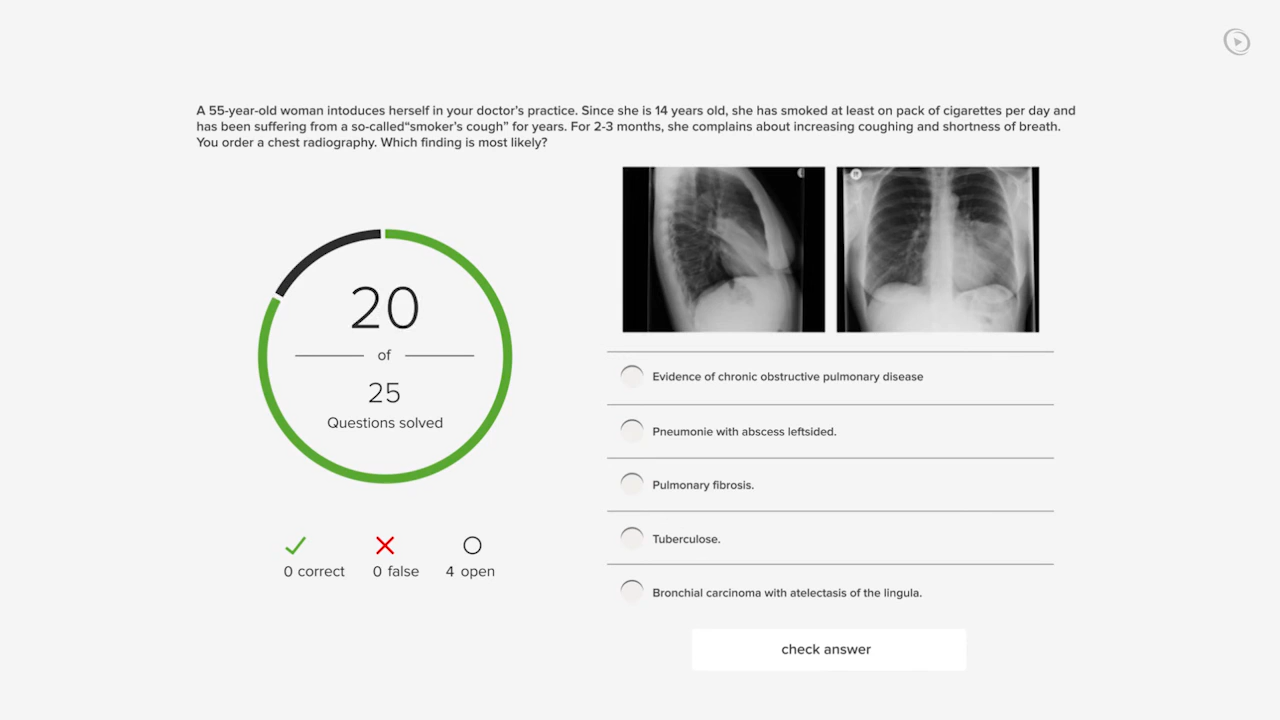 A 55-year-old woman intoduces herself in your doctor's practice. Since she is 14 years old, she has smoked at least on pack of cigarettes per day and
has been suffering from a so-called“smoker's cough” for years. For 2-3 months, she complains about increasing coughing and shortness of breath.
You order a chest radiography. Which finding is most likely?
20
of
25
Questions solved
0 correct
0 false
4 open
Evidence of chronic obstructive pulmonary disease
Pneumonie with abscess leftsided.
Pulmonary fibrosis.
Tuberculose.
Bronchial carcinoma with atelectasis of the lingula.
check answer